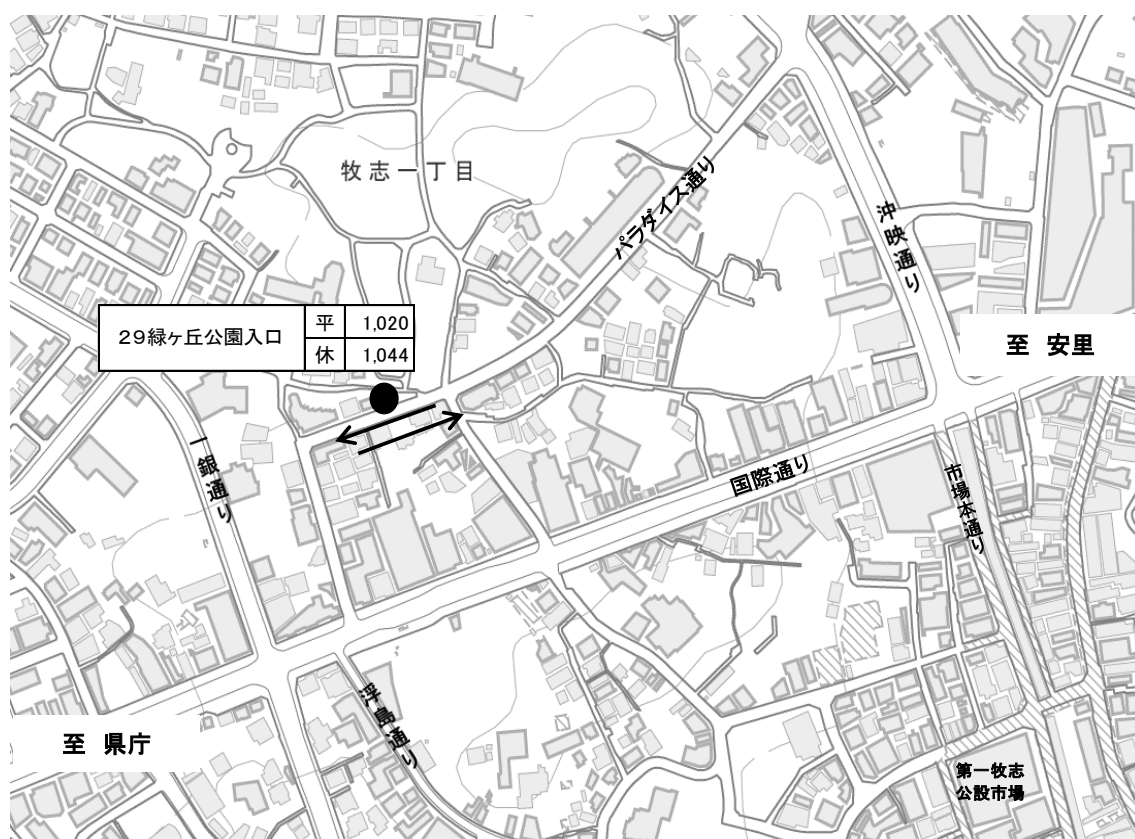 牧志一丁目
パラダイス通り
沖映通り
29緑ヶ丘公園入口
平 1,020
休 1,044
至 安里
一銀通り
国際通り
市場本通り
浮島通り
至 県庁
第一牧志
公設市場